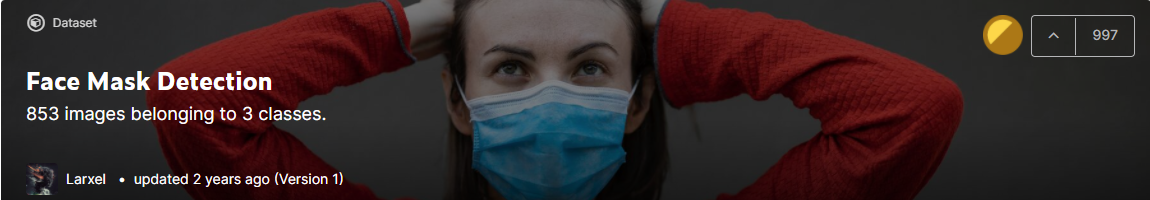 Dataset
997
Face Mask Detection
853 images belonging to 3 classes.
Larxel • updated 2 years ago (Version 1)